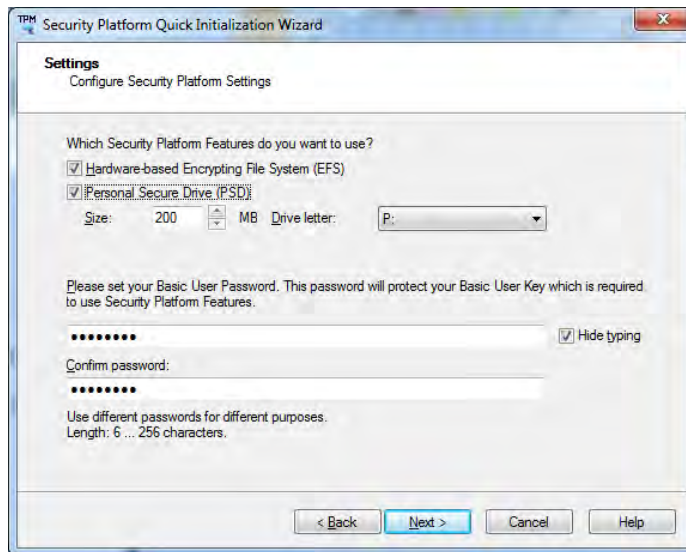 TPM Security Platform Quick Initialization Wizard
Settings
Configure Security Platform Settings
Which Security Platform Features do you want to use?
Hardware-based Encrypting File System (EFS)
Personal Secure Drive (PSD)
Size: 200 MB Drive letter: P:
Please set your Basic User Password. This password will protect your Basic User Key which is required
to use Security Platform Features.
•••••••• Hide typing
Confirm password:
••••••••
Use different passwords for different purposes.
Length: 6 ... 256 characters.
< Back Next > Cancel Help